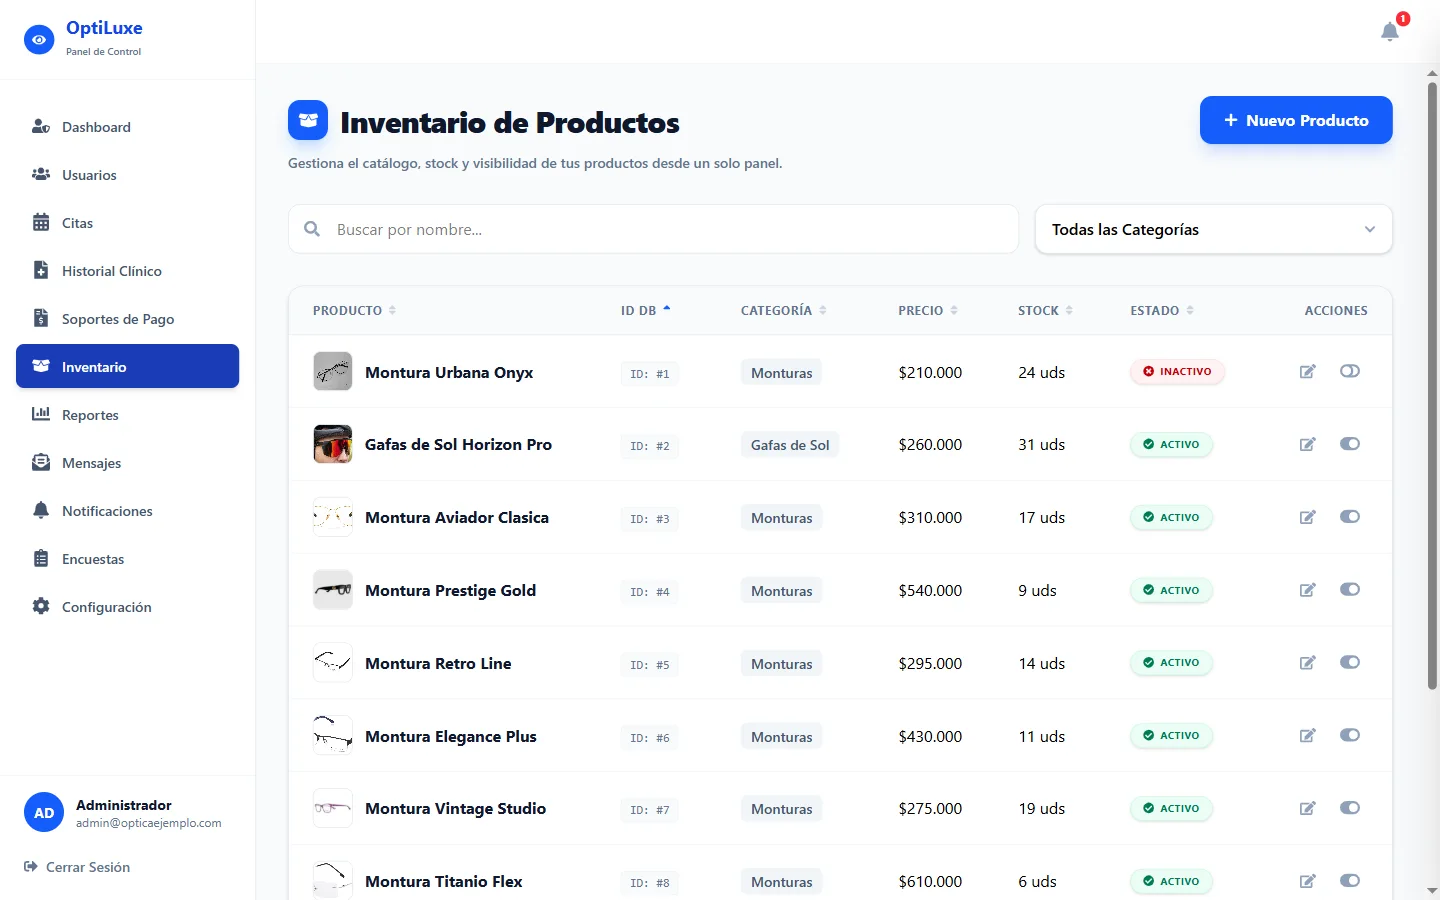 OptiLuxe
Panel de Control
1
Dashboard
Usuarios
Citas
Historial Clínico
Soportes de Pago
Inventario
Reportes
Mensajes
Notificaciones
Encuestas
Configuración
AD
Administrador
admin@opticaejemplo.com
Cerrar Sesión
Inventario de Productos
Gestiona el catálogo, stock y visibilidad de tus productos desde un solo panel.
+ Nuevo Producto
Buscar por nombre...
Todas las Categorías
PRODUCTO ID DB CATEGORÍA PRECIO STOCK ESTADO ACCIONES
Montura Urbana Onyx ID: #1 Monturas $210.000 24 uds INACTIVO
Gafas de Sol Horizon Pro ID: #2 Gafas de Sol $260.000 31 uds ACTIVO
Montura Aviador Clasica ID: #3 Monturas $310.000 17 uds ACTIVO
Montura Prestige Gold ID: #4 Monturas $540.000 9 uds ACTIVO
Montura Retro Line ID: #5 Monturas $295.000 14 uds ACTIVO
Montura Elegance Plus ID: #6 Monturas $430.000 11 uds ACTIVO
Montura Vintage Studio ID: #7 Monturas $275.000 19 uds ACTIVO
Montura Titanio Flex ID: #8 Monturas $610.000 6 uds ACTIVO